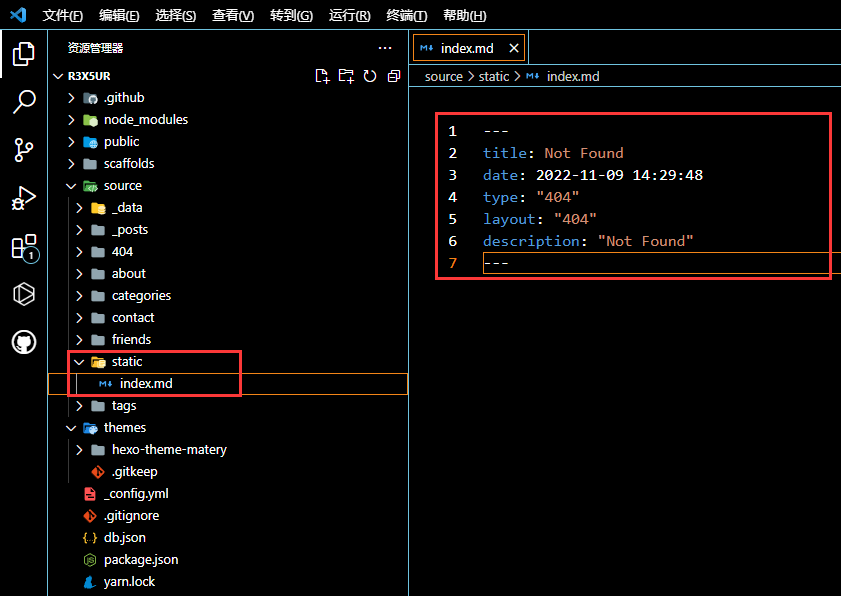 文件(F) 编辑(E) 选择(S) 查看(V) 转到(G) 运行(R) 终端(T) 帮助(H)
资源管理器 ···
R3X5UR
.github
node_modules
public
scaffolds
source
_data
_posts
404
about
categories
contact
friends
static
index.md
tags
themes
hexo-theme-matery
.gitkeep
_config.yml
.gitignore
db.json
package.json
yarn.lock
1
index.md
source > static > index.md
1 ---
2 title: Not Found
3 date: 2022-11-09 14:29:48
4 type: "404"
5 layout: "404"
6 description: "Not Found"
7 ---